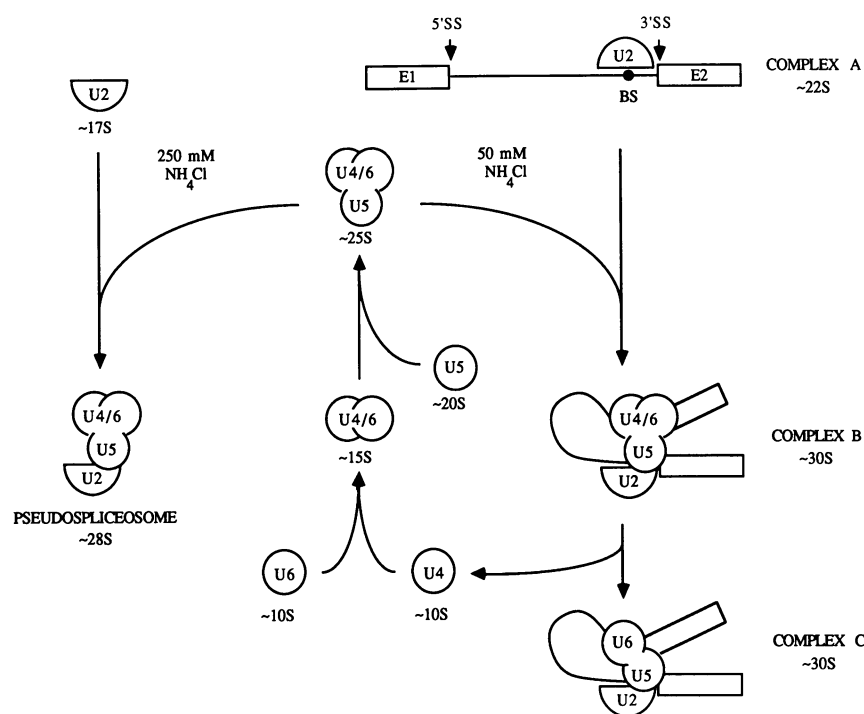 5'SS
3'SS
U2
~17S
E1
U2
E2
BS
COMPLEX A
~22S
250 mM
NH4Cl
U4/6
U5
~25S
50 mM
NH4Cl
U5
~20S
U4/6
~15S
U4/6
U5
U2
PSEUDOSPLICEOSOME
~28S
U4/6
U5
U2
COMPLEX B
~30S
U6
~10S
U4
~10S
U6
U5
U2
COMPLEX C
~30S